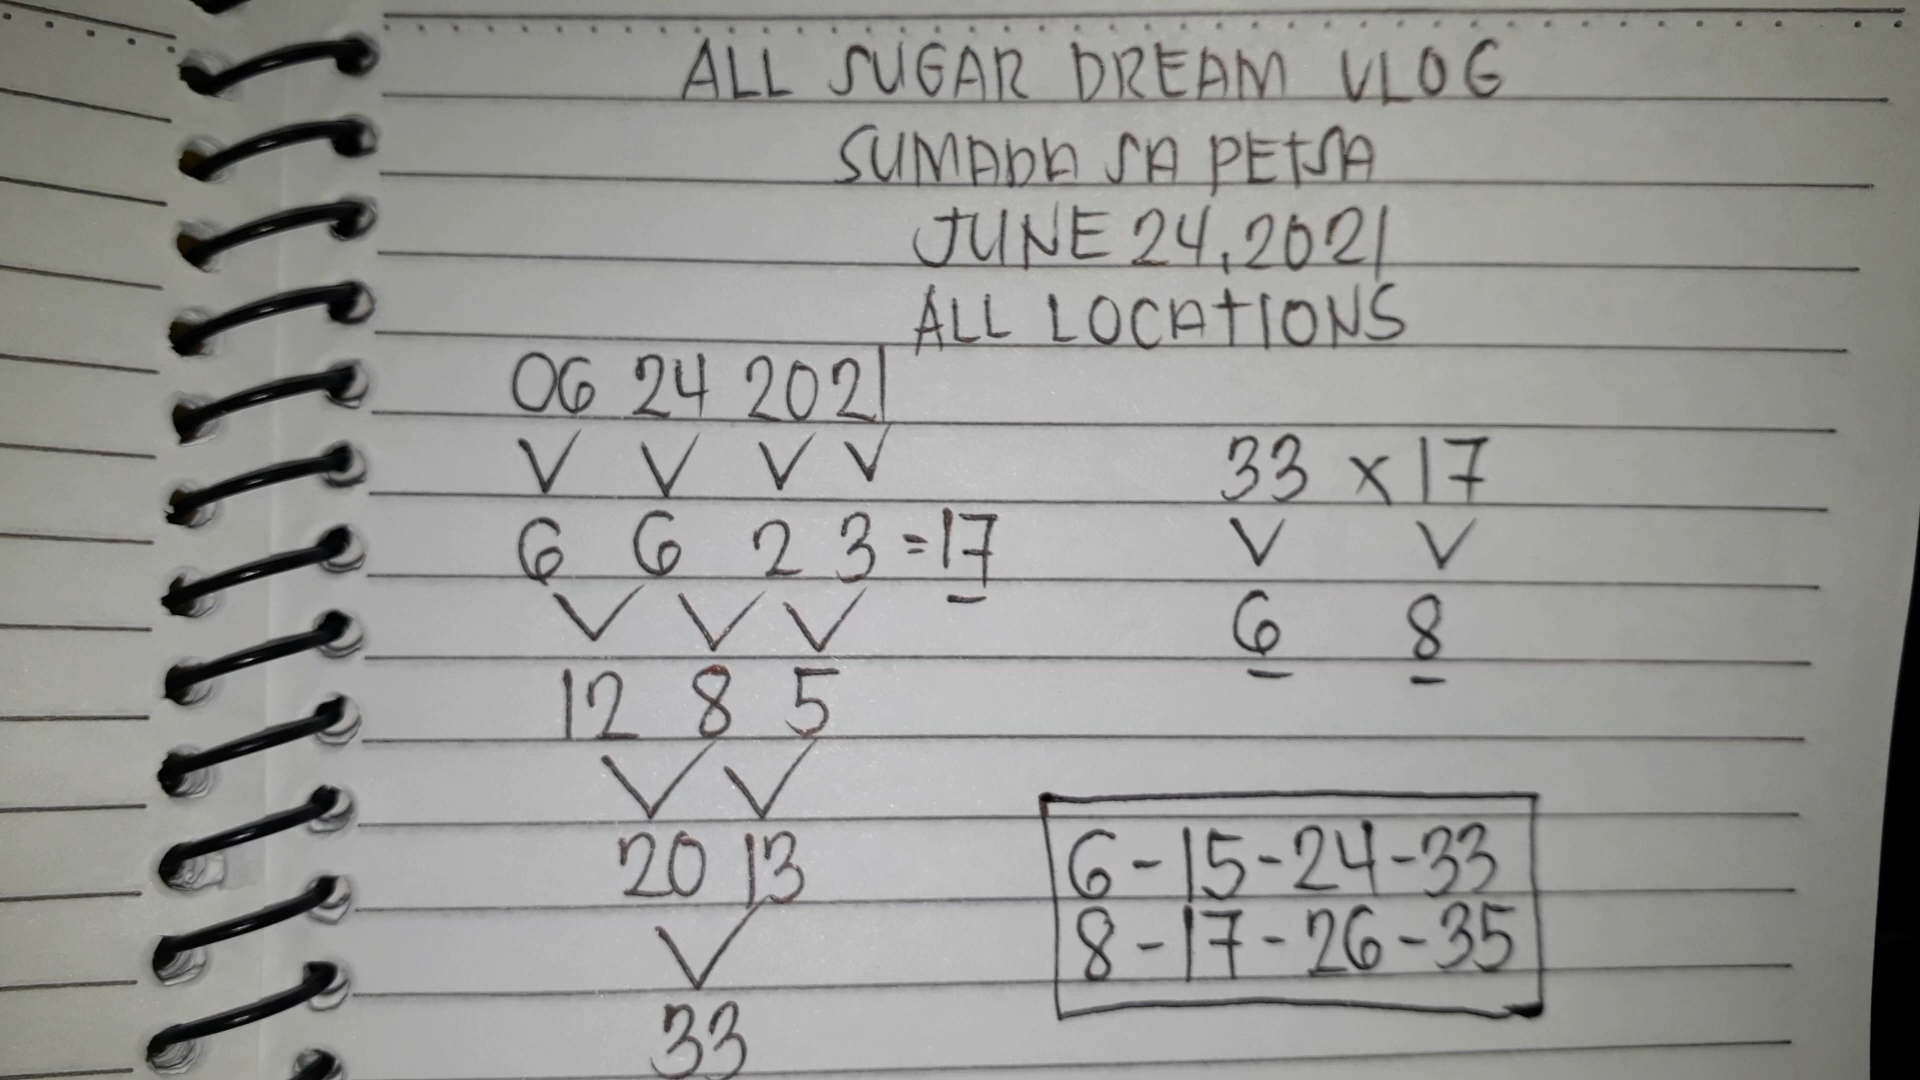 ALL SUGAR DREAM VLOG
SUMADA SA PETSA
JUNE 24, 2021
ALL LOCATIONS
06 24 2021
6 6 2 3 = 17
12 8 5
20 13
33
33 x 17
6 8
6-15-24-33
8-17-26-35